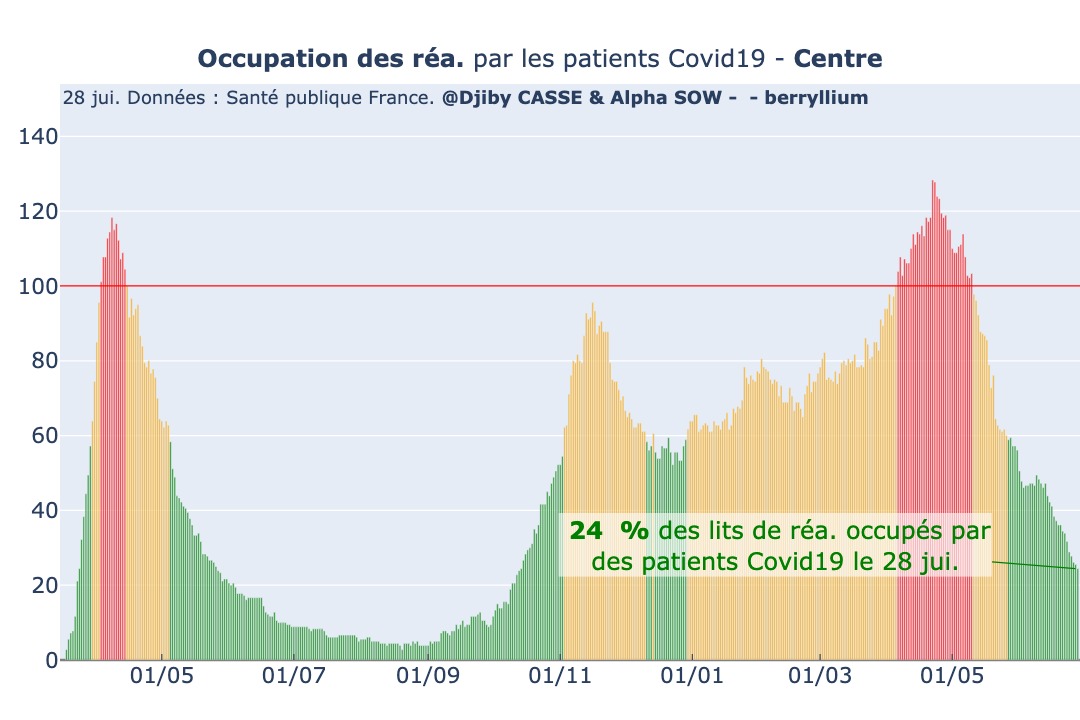 Occupation des réa. par les patients Covid19 - Centre
28 jui. Données : Santé publique France. @Djiby CASSE & Alpha SOW -  - berryllium
140
120
100
80
60
40
20
0
24  % des lits de réa. occupés par
des patients Covid19 le 28 jui.
01/05 01/07 01/09 01/11 01/01 01/03 01/05